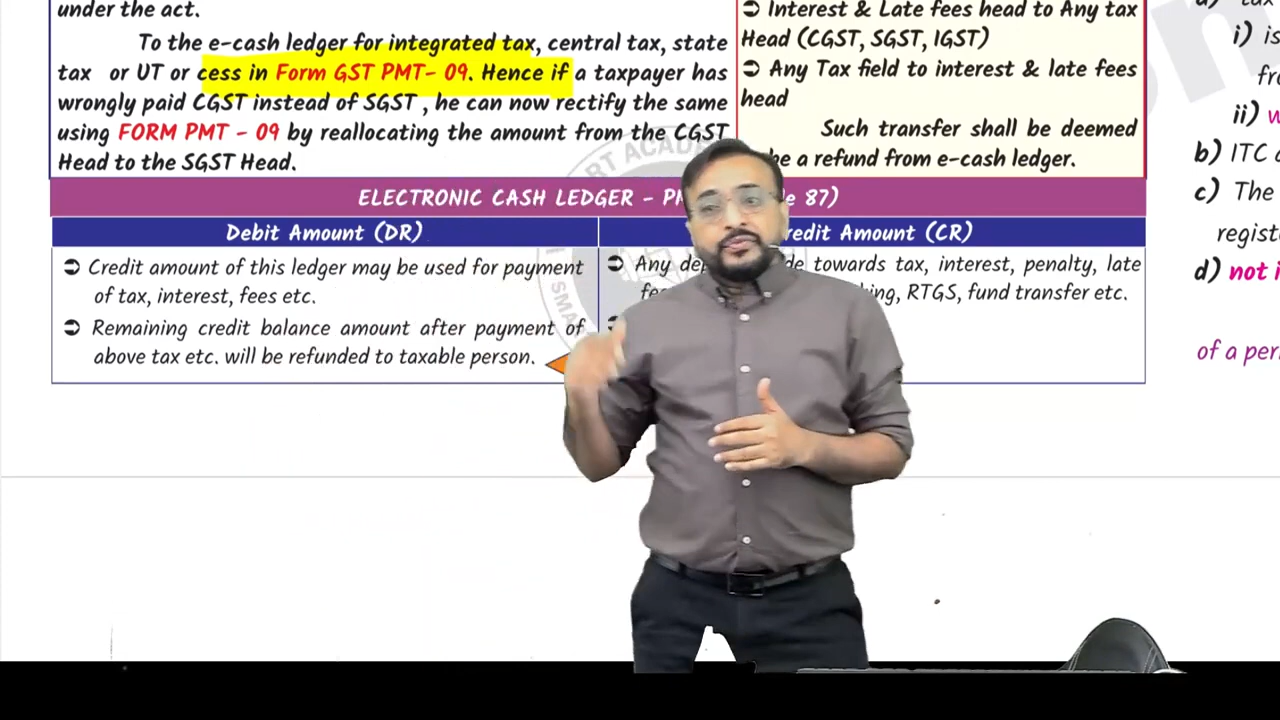 under the act.
To the e-cash ledger for integrated tax, central tax, state
tax or UT or cess in Form GST PMT- 09. Hence if a taxpayer has
wrongly paid CGST instead of SGST , he can now rectify the same
using FORM PMT - 09 by reallocating the amount from the CGST
Head to the SGST Head.
➲ Interest & Late fees head to Any tax
Head (CGST, SGST, IGST)
➲ Any Tax field to interest & late fees
head
Such transfer shall be deemed
be a refund from e-cash ledger.
ELECTRONIC CASH LEDGER - 87)
Debit Amount (DR)
➲ Credit amount of this ledger may be used for payment
of tax, interest, fees etc.
➲ Remaining credit balance amount after payment of
above tax etc. will be refunded to taxable person.
Amount (CR)
➲ Any towards tax, interest, penalty, late
RTGS, fund transfer etc.
i) is
ii)
b) ITC
c) The
d) not
of a